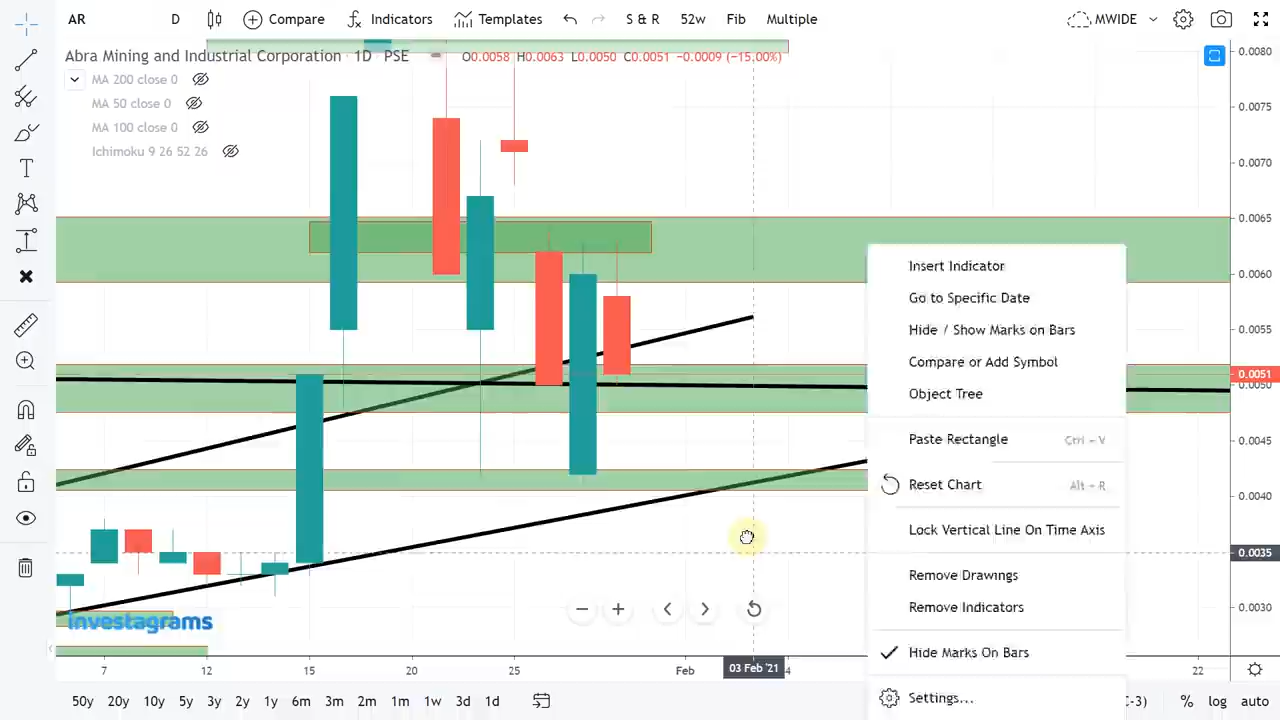 AR D Compare Indicators Templates S & R 52w Fib Multiple MWIDE
Abra Mining and Industrial Corporation · 1D · PSE O0.0058 H0.0063 L0.0050 C0.0051 −0.0009 (−15.00%)
MA 200 close 0
MA 50 close 0
MA 100 close 0
Ichimoku 9 26 52 26
0.0080
0.0075
0.0070
0.0065
0.0060
0.0055
0.0051
0.0050
0.0045
0.0040
0.0035
0.0030
Insert Indicator
Go to Specific Date
Hide / Show Marks on Bars
Compare or Add Symbol
Object Tree
Paste Rectangle Ctrl – V
Reset Chart Alt – R
Lock Vertical Line On Time Axis
Remove Drawings
Remove Indicators
Hide Marks On Bars
Settings...
investagrams
7 12 15 20 25 Feb 03 Feb '21 4 22
50y 20y 10y 5y 3y 2y 1y 6m 3m 2m 1m 1w 3d 1d C-3) % log auto